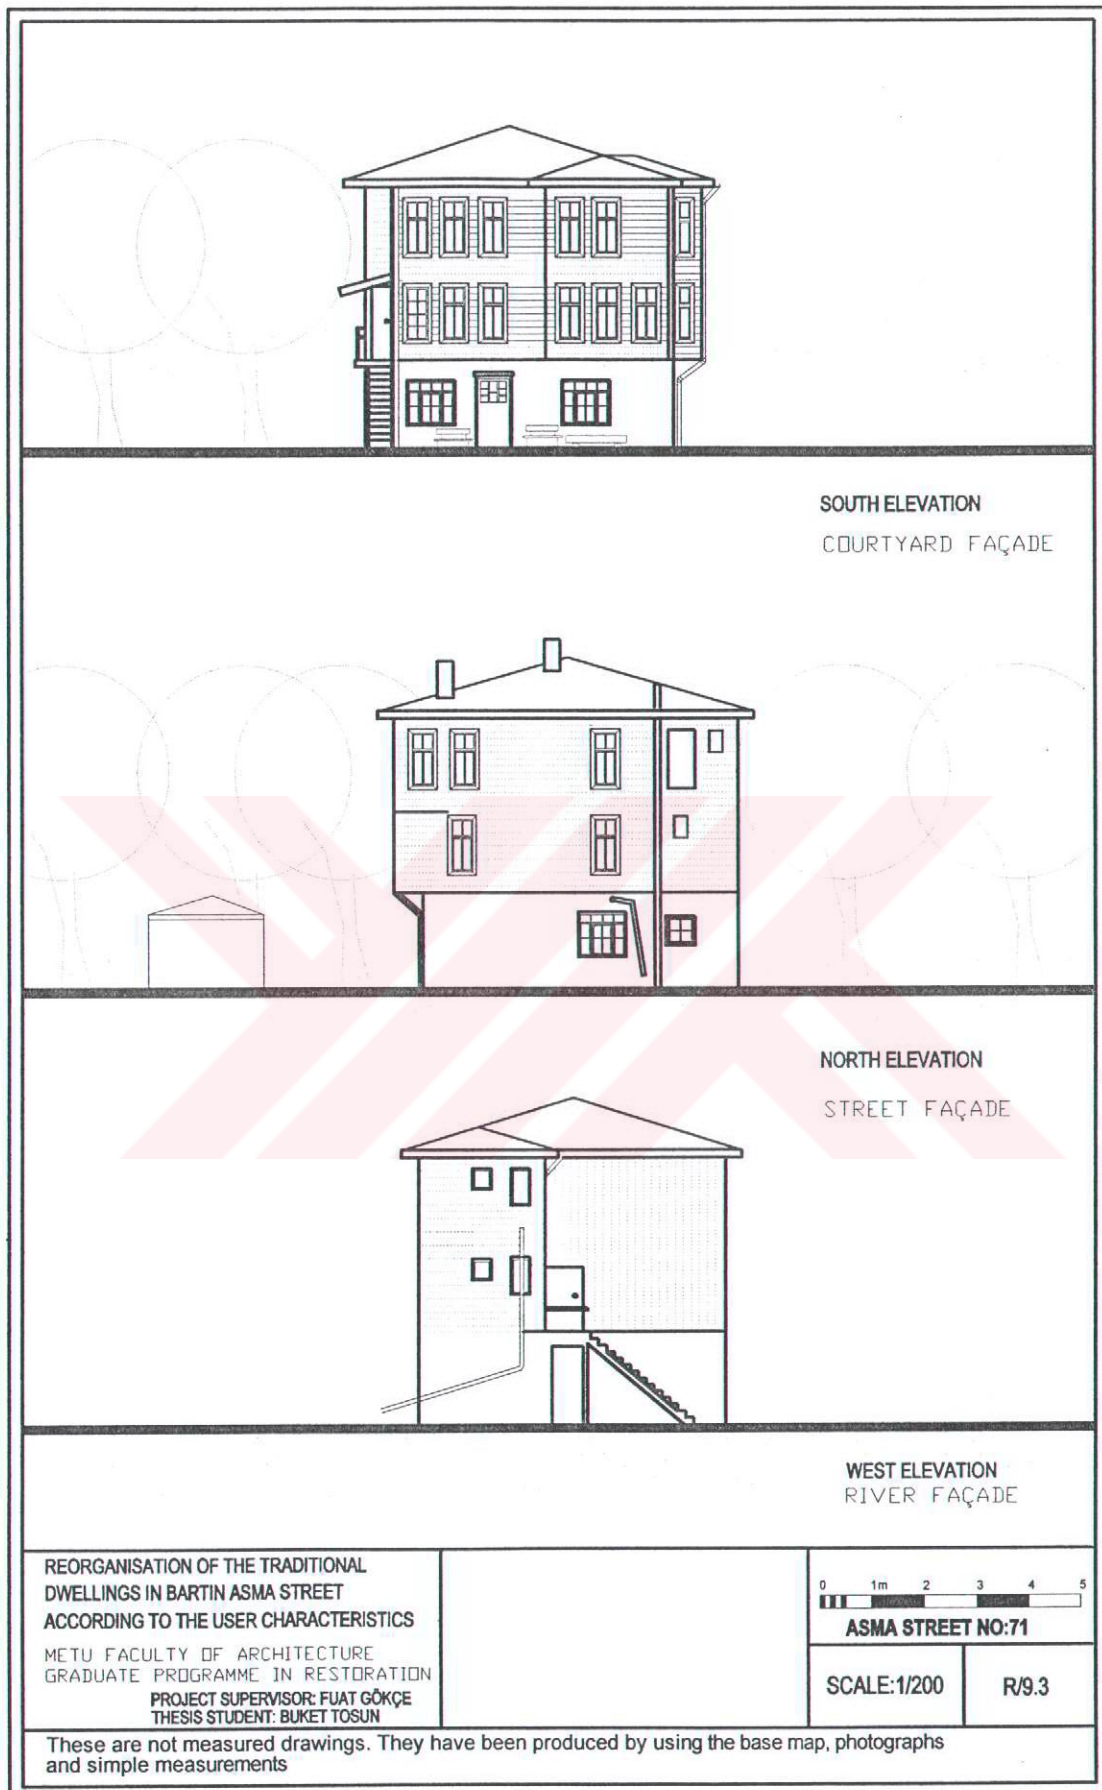 SOUTH ELEVATION
COURTYARD FAÇADE
NORTH ELEVATION
STREET FAÇADE
WEST ELEVATION
RIVER FAÇADE
REORGANISATION OF THE TRADITIONAL
DWELLINGS IN BARTIN ASMA STREET
ACCORDING TO THE USER CHARACTERISTICS
METU FACULTY OF ARCHITECTURE
GRADUATE PROGRAMME IN RESTORATION
PROJECT SUPERVISOR: FUAT GÖKÇE
THESIS STUDENT: BUKET TOSUN
0 1m 2 3 4 5
ASMA STREET NO:71
SCALE:1/200
R/9.3
These are not measured drawings. They have been produced by using the base map, photographs
and simple measurements